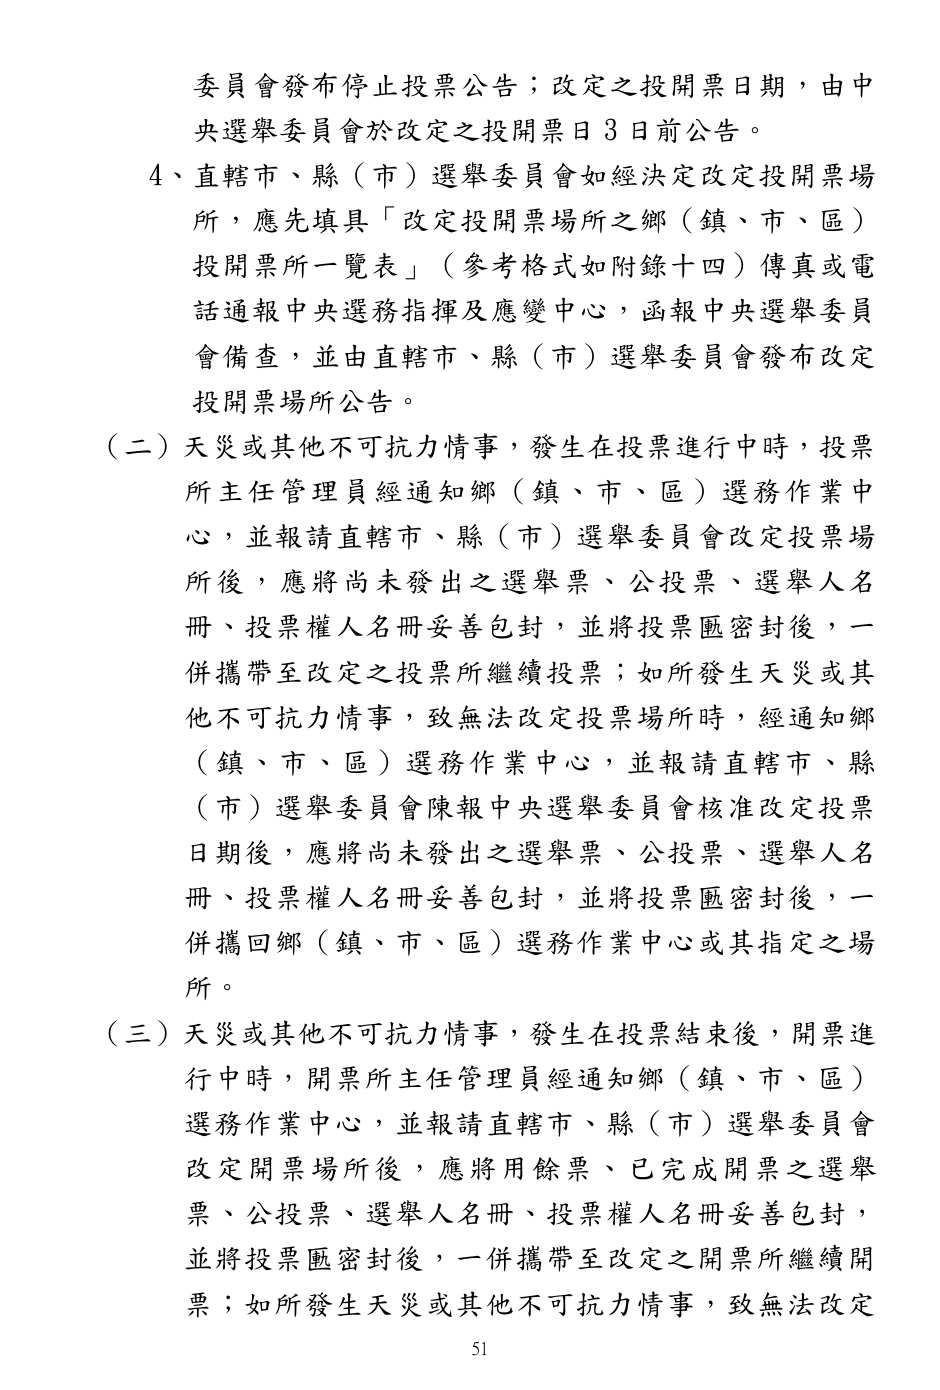 委員會發布停止投票公告；改定之投開票日期，由中
央選舉委員會於改定之投開票日 3 日前公告。
4、直轄市、縣（市）選舉委員會如經決定改定投開票場
所，應先填具「改定投開票場所之鄉（鎮、市、區）
投開票所一覽表」（參考格式如附錄十四）傳真或電
話通報中央選務指揮及應變中心，函報中央選舉委員
會備查，並由直轄市、縣（市）選舉委員會發布改定
投開票場所公告。
（二）天災或其他不可抗力情事，發生在投票進行中時，投票
所主任管理員經通知鄉（鎮、市、區）選務作業中
心，並報請直轄市、縣（市）選舉委員會改定投票場
所後，應將尚未發出之選舉票、公投票、選舉人名
冊、投票權人名冊妥善包封，並將投票匭密封後，一
併攜帶至改定之投票所繼續投票；如所發生天災或其
他不可抗力情事，致無法改定投票場所時，經通知鄉
（鎮、市、區）選務作業中心，並報請直轄市、縣
（市）選舉委員會陳報中央選舉委員會核准改定投票
日期後，應將尚未發出之選舉票、公投票、選舉人名
冊、投票權人名冊妥善包封，並將投票匭密封後，一
併攜回鄉（鎮、市、區）選務作業中心或其指定之場
所。
（三）天災或其他不可抗力情事，發生在投票結束後，開票進
行中時，開票所主任管理員經通知鄉（鎮、市、區）
選務作業中心，並報請直轄市、縣（市）選舉委員會
改定開票場所後，應將用餘票、已完成開票之選舉
票、公投票、選舉人名冊、投票權人名冊妥善包封，
並將投票匭密封後，一併攜帶至改定之開票所繼續開
票；如所發生天災或其他不可抗力情事，致無法改定
51